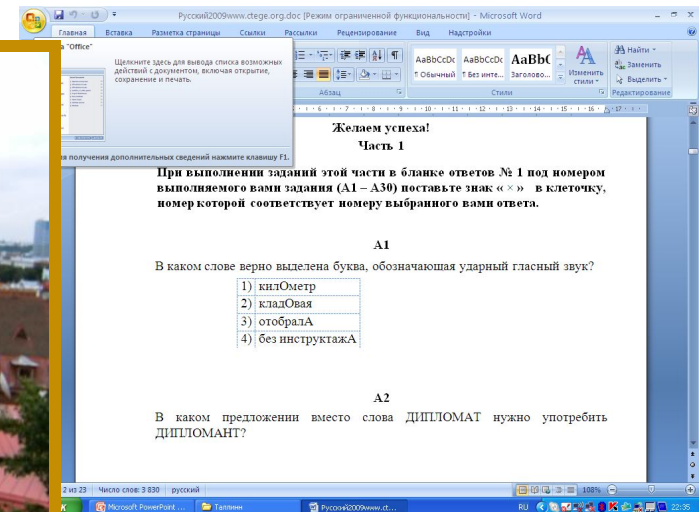 Русский2009www.ctege.org.doc [Режим ограниченной функциональности] - Microsoft Word
Главная Вставка Разметка страницы Ссылки Рассылки Рецензирование Вид Надстройки
"Office"
Щелкните здесь для вывода списка возможных
действий с документом, включая открытие,
сохранение и печать.
получения дополнительных сведений нажмите клавишу F1.
Абзац
AaBbCcDc AaBbCcDc AaBbC
¶ Обычный ¶ Без инте... Заголово...
Изменить стили
Стили
Найти
Заменить
Выделить
Редактирование
Желаем успеха!
Часть 1
При выполнении заданий этой части в бланке ответов № 1 под номером
выполняемого вами задания (А1 – А30) поставьте знак « × » в клеточку,
номер которой соответствует номеру выбранного вами ответа.
А1
В каком слове верно выделена буква, обозначающая ударный гласный звук?
1) килОметр
2) кладОвая
3) отобралА
4) без инструктажА
А2
В каком предложении вместо слова ДИПЛОМАТ нужно употребить
ДИПЛОМАНТ?
2 из 23 Число слов: 3 830 русский 108%
Microsoft PowerPoint ... Таллинн Русский2009www.ct... RU 22:35